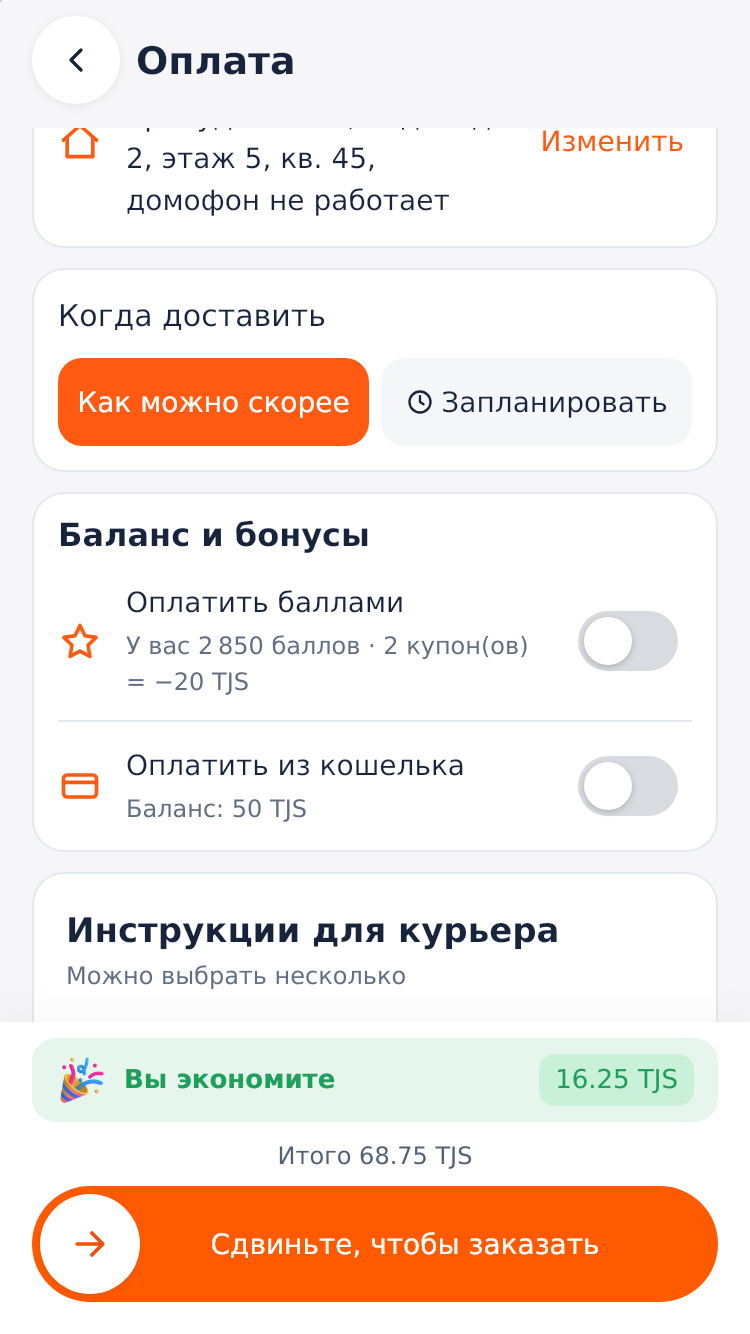 Оплата
Изменить
2, этаж 5, кв. 45,
домофон не работает
Когда доставить
Как можно скорее
Запланировать
Баланс и бонусы
Оплатить баллами
У вас 2 850 баллов · 2 купон(ов)
= −20 TJS
Оплатить из кошелька
Баланс: 50 TJS
Инструкции для курьера
Можно выбрать несколько
Вы экономите
16.25 TJS
Итого 68.75 TJS
Сдвиньте, чтобы заказать